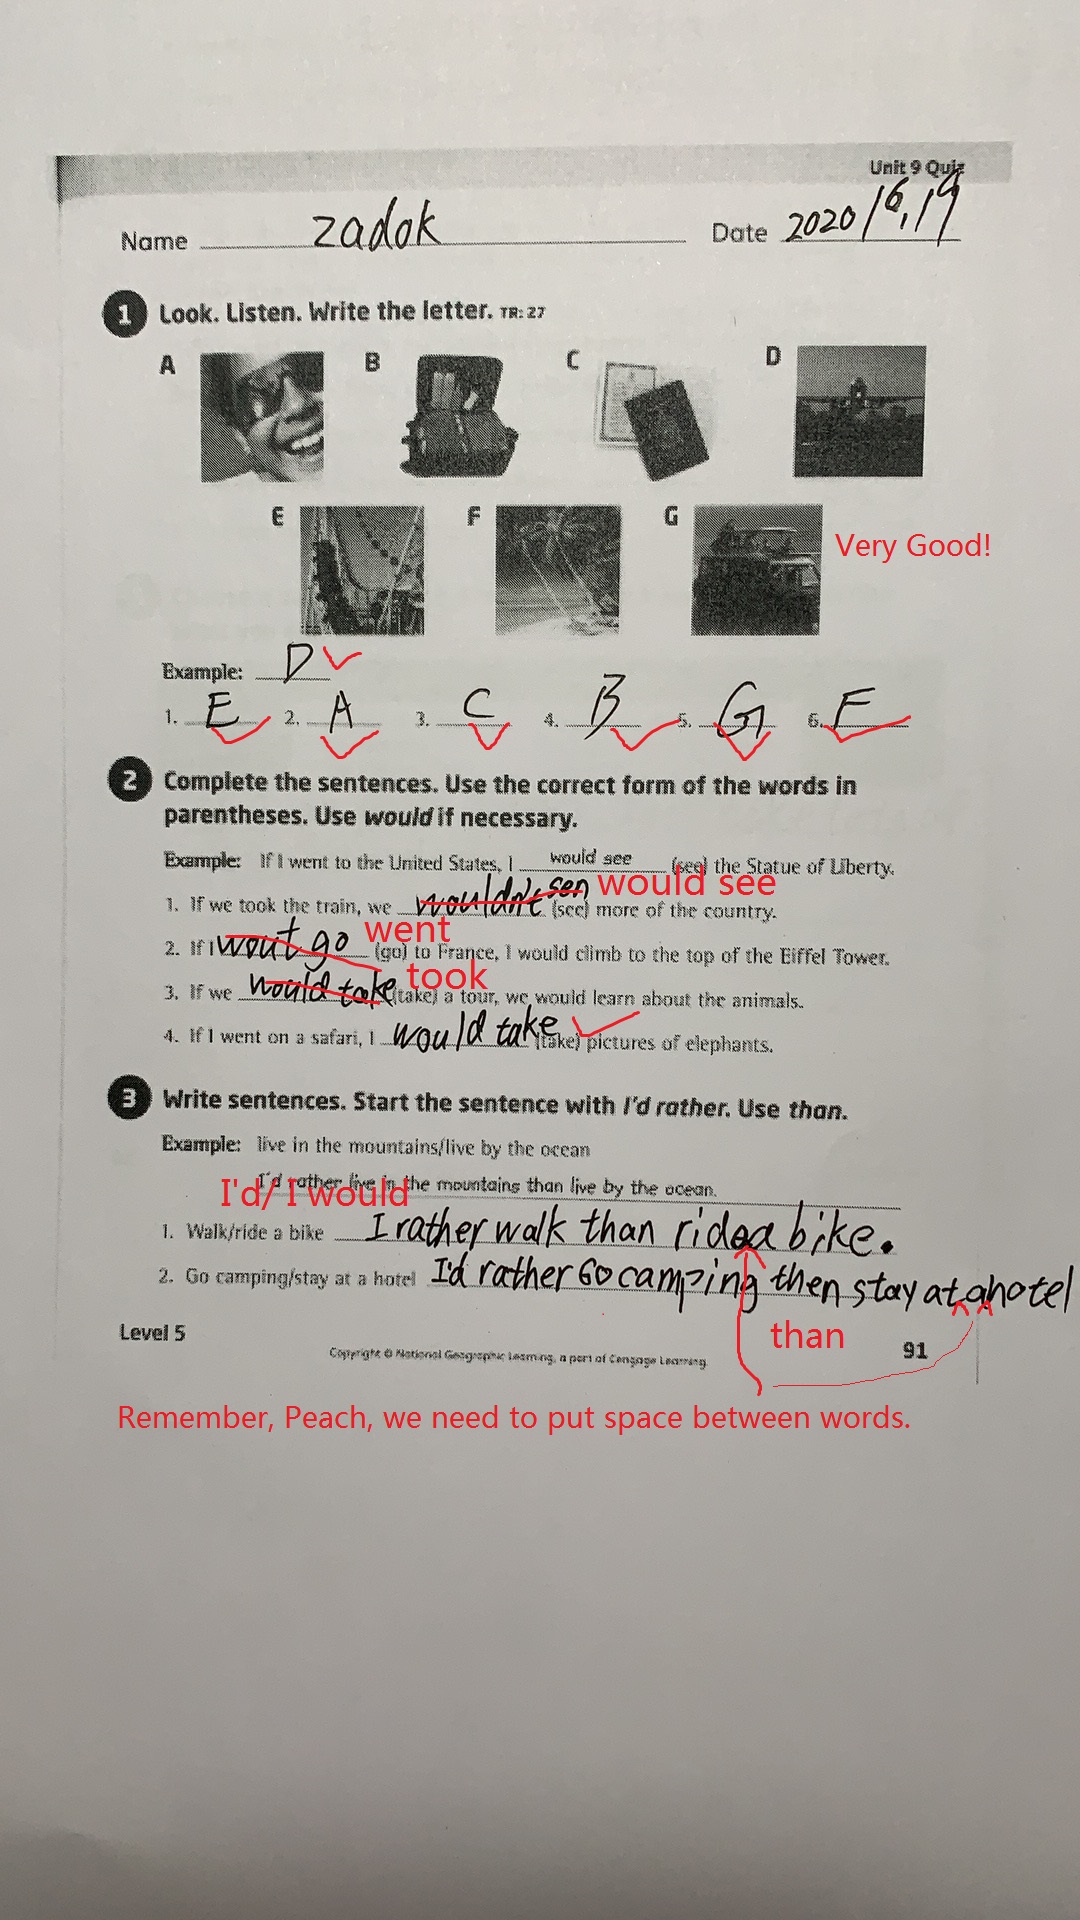 Unit 9 Quiz
Name zadok Date 2020/6,19
1 Look. Listen. Write the letter. TR: 27
A B C D
E F G
Very Good!
Example: D
1. E 2. A 3. C 4. B 5. G 6. F
2 Complete the sentences. Use the correct form of the words in
parentheses. Use would if necessary.
Example: If I went to the United States, I would see (see) the Statue of Liberty.
1. If we took the train, we wouldn't sen would see (see) more of the country.
2. If I wout go went (go) to France, I would climb to the top of the Eiffel Tower.
3. If we would take took (take) a tour, we would learn about the animals.
4. If I went on a safari, I would take (take) pictures of elephants.
3 Write sentences. Start the sentence with I'd rather. Use than.
Example: live in the mountains/live by the ocean
I'd rather live in the mountains than live by the ocean.
I'd/ I would
1. Walk/ride a bike I rather walk than ridea bike.
2. Go camping/stay at a hotel I'd rather Go camping then stay at ahotel
than
Level 5
Copyright © National Geographic Learning, a part of Cengage Learning
91
Remember, Peach, we need to put space between words.